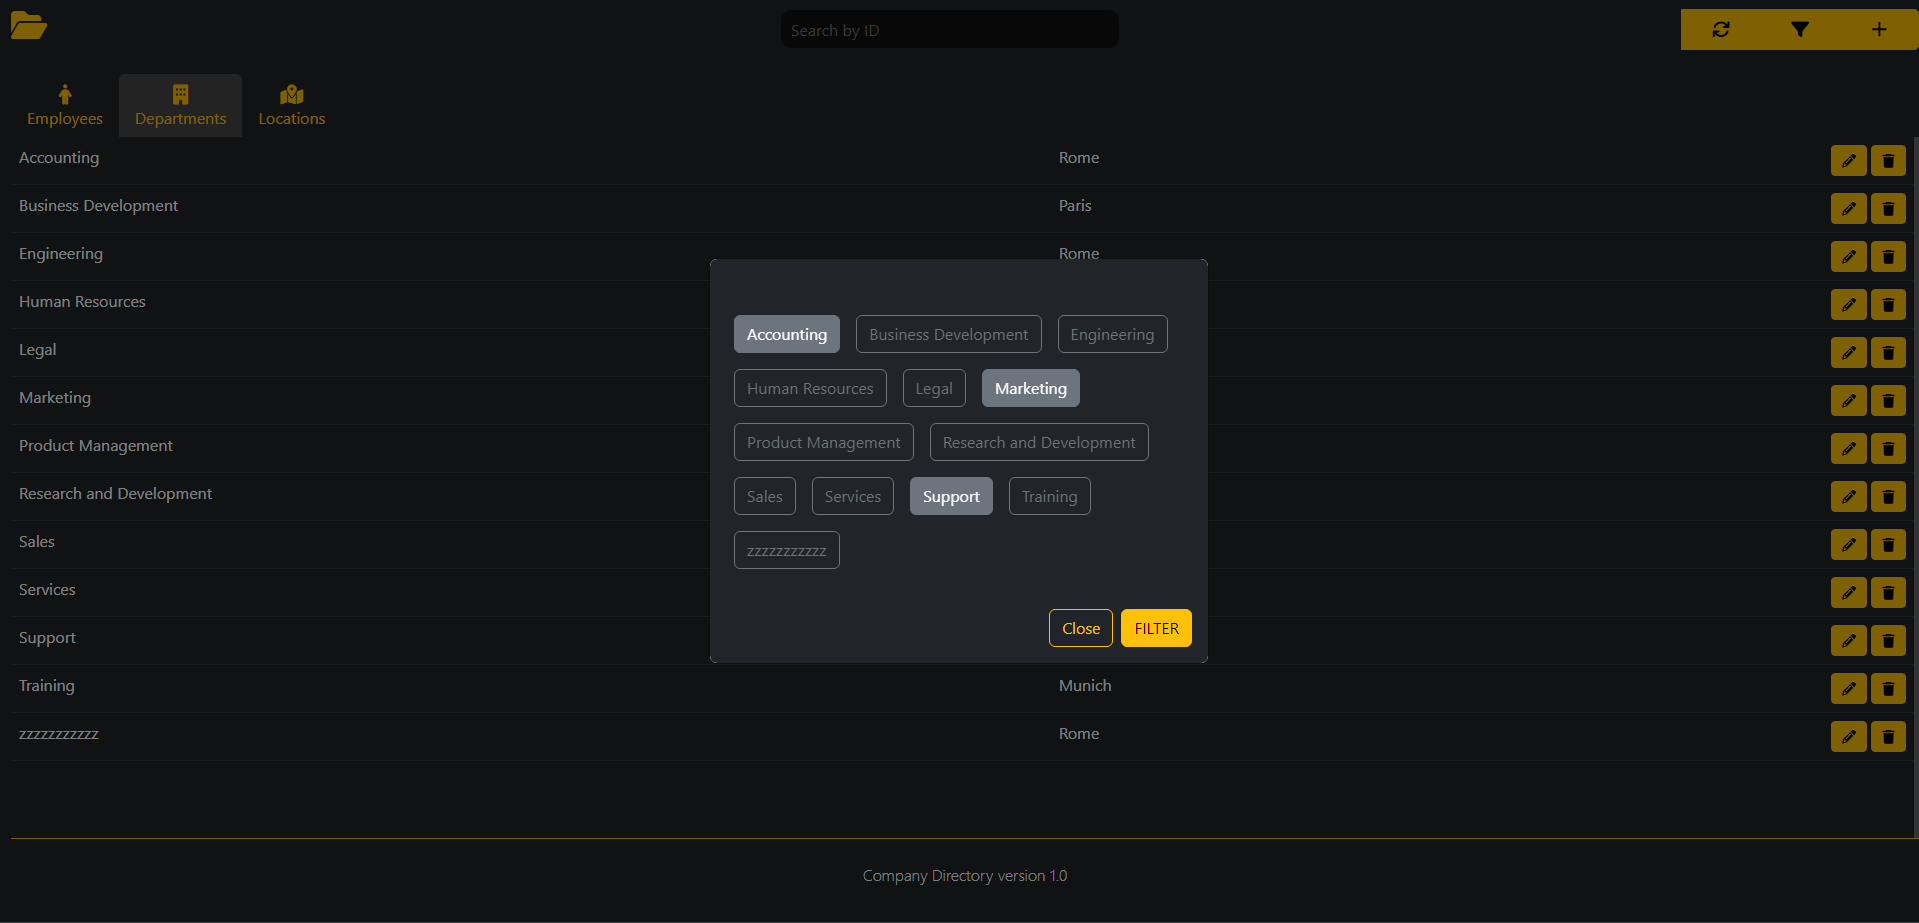 Search by ID
Employees Departments Locations
Accounting Rome
Business Development Paris
Engineering Rome
Human Resources
Legal
Marketing
Product Management
Research and Development
Sales
Services
Support
Training Munich
zzzzzzzzzzz Rome
Accounting Business Development Engineering
Human Resources Legal Marketing
Product Management Research and Development
Sales Services Support Training
zzzzzzzzzzz
Close FILTER
Company Directory version 1.0